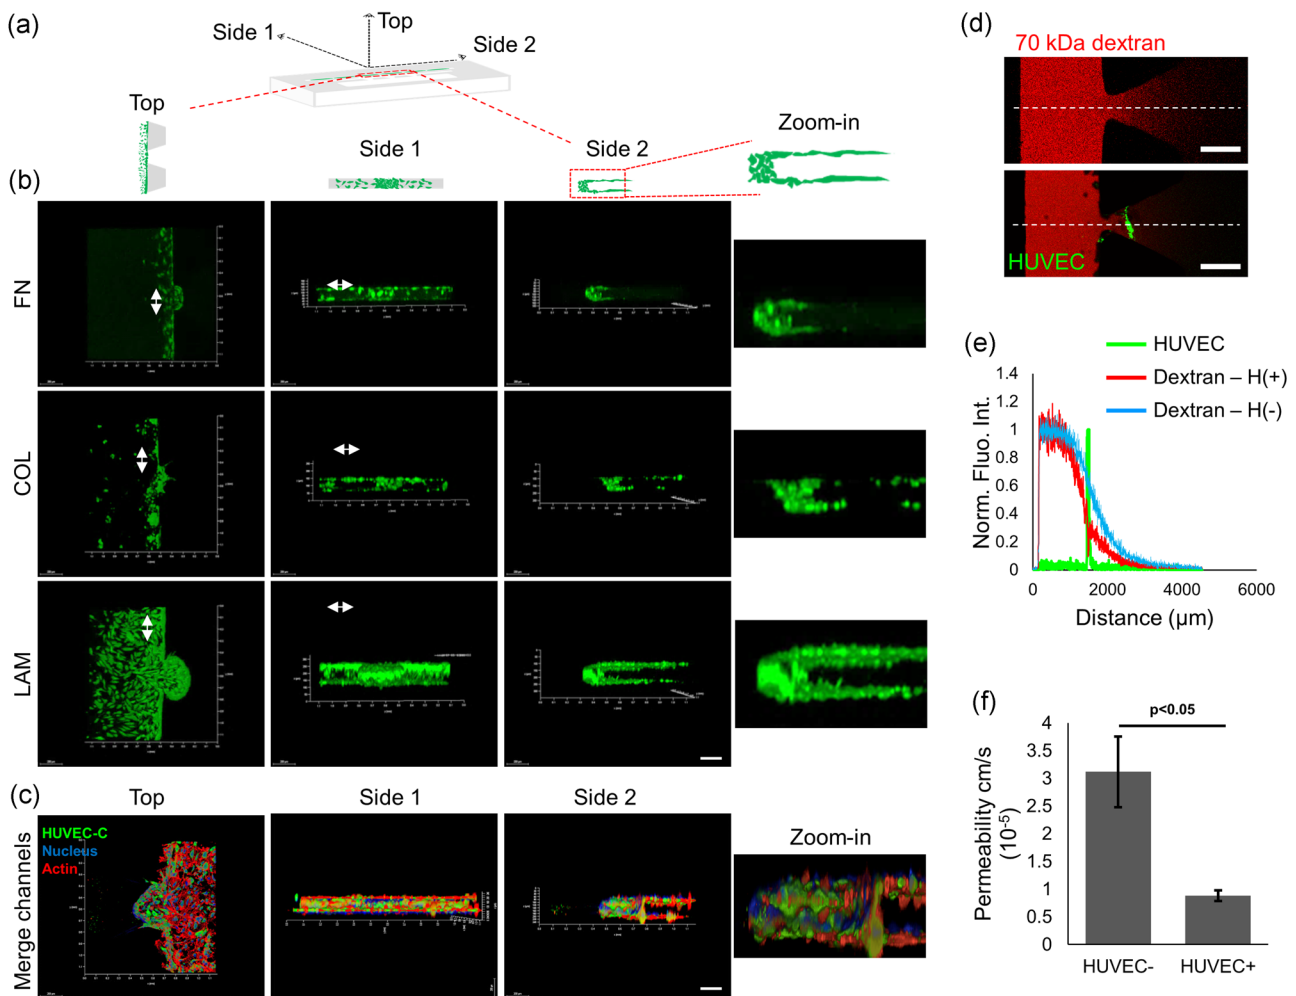 (a)
Side 1
Top
Side 2
Top
Side 1
Side 2
Zoom-in
(b)
FN
COL
LAM
(c)
Top
Side 1
Side 2
Zoom-in
Merge channels
HUVEC-C
Nucleus
Actin
(d)
70 kDa dextran
HUVEC
(e)
HUVEC
Dextran – H(+)
Dextran – H(-)
Norm. Fluo. Int.
1.4
1.2
1
0.8
0.6
0.4
0.2
0
0 2000 4000 6000
Distance (µm)
(f)
p<0.05
Permeability cm/s
(10⁻⁵)
4
3.5
3
2.5
2
1.5
1
0.5
0
HUVEC- HUVEC+